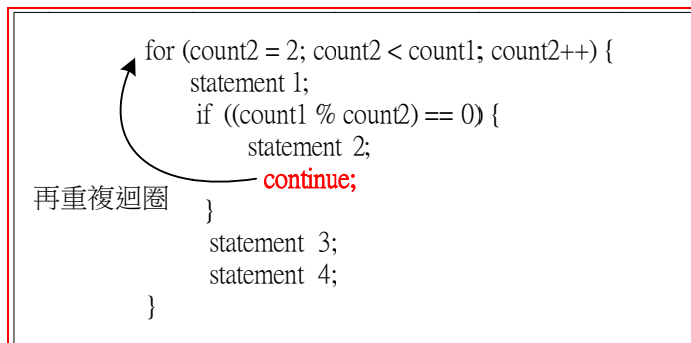 for (count2 = 2; count2 < count1; count2++) {
statement 1;
if ((count1 % count2) == 0) {
statement 2;
continue;
再重複迴圈
}
statement 3;
statement 4;
}